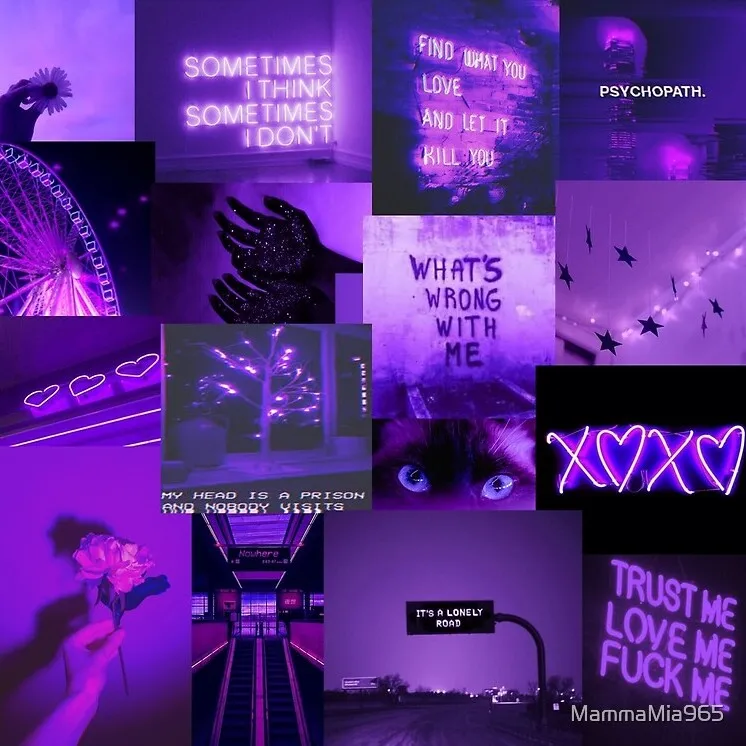 SOMETIMES
I THINK
SOMETIMES
I DON'T
FIND WHAT YOU
LOVE
AND LET IT
KILL YOU
PSYCHOPATH.
WHAT'S
WRONG
WITH
ME
MY HEAD IS A PRISON
AND NOBODY VISITS
XOXO
Nowhere
IT'S A LONELY
ROAD
TRUST ME
LOVE ME
FUCK ME
MammaMia965